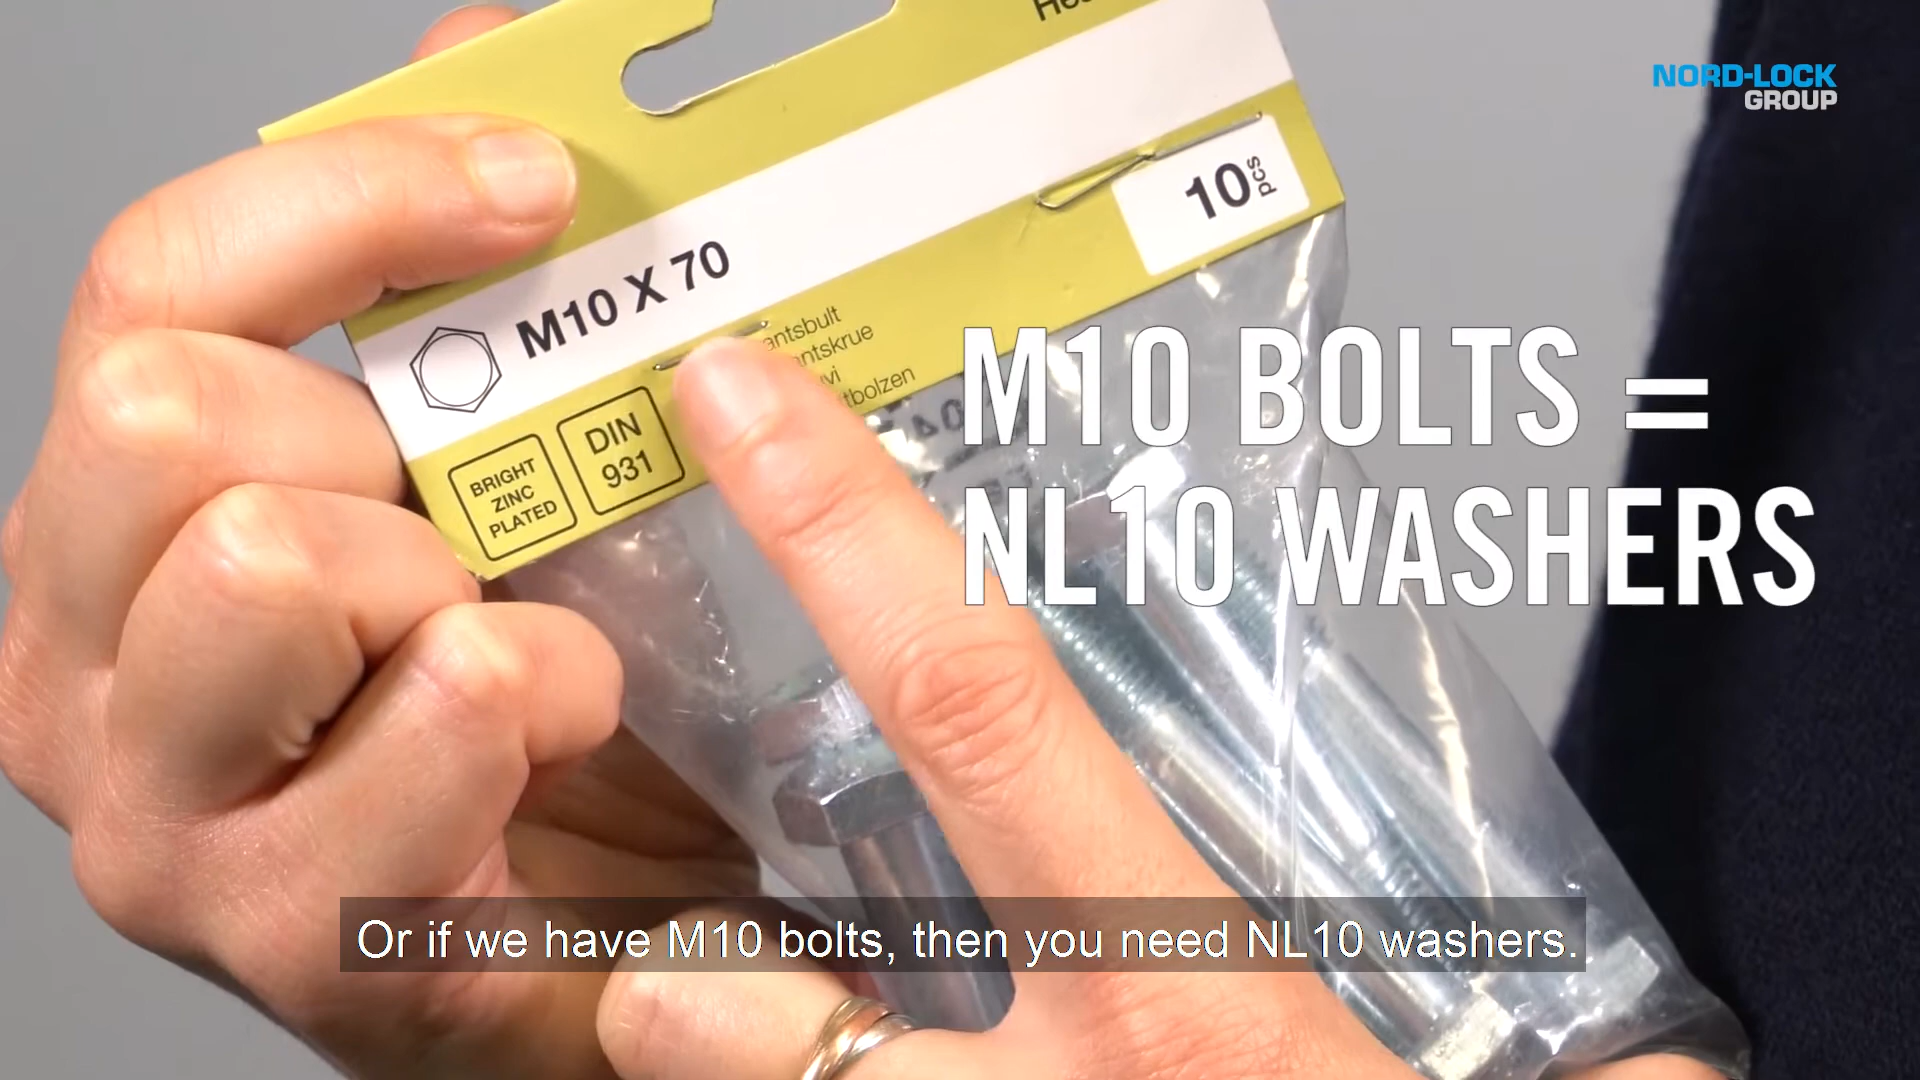 NORD-LOCK
GROUP
10 pcs
M10 X 70
BRIGHT
ZINC
PLATED
DIN
931
M10 BOLTS =
NL10 WASHERS
Or if we have M10 bolts, then you need NL10 washers.